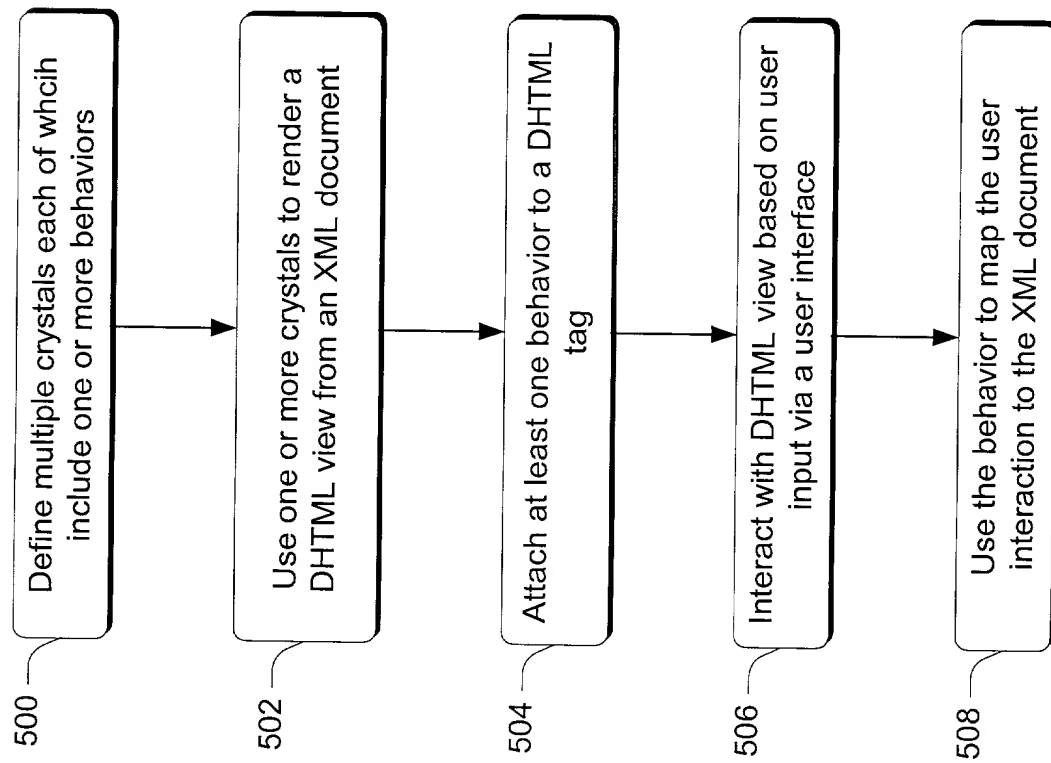 500
Define multiple crystals each of whcih
include one or more behaviors
502
Use one or more crystals to render a
DHTML view from an XML document
504
Attach at least one behavior to a DHTML
tag
506
Interact with DHTML view based on user
input via a user interface
508
Use the behavior to map the user
interaction to the XML document